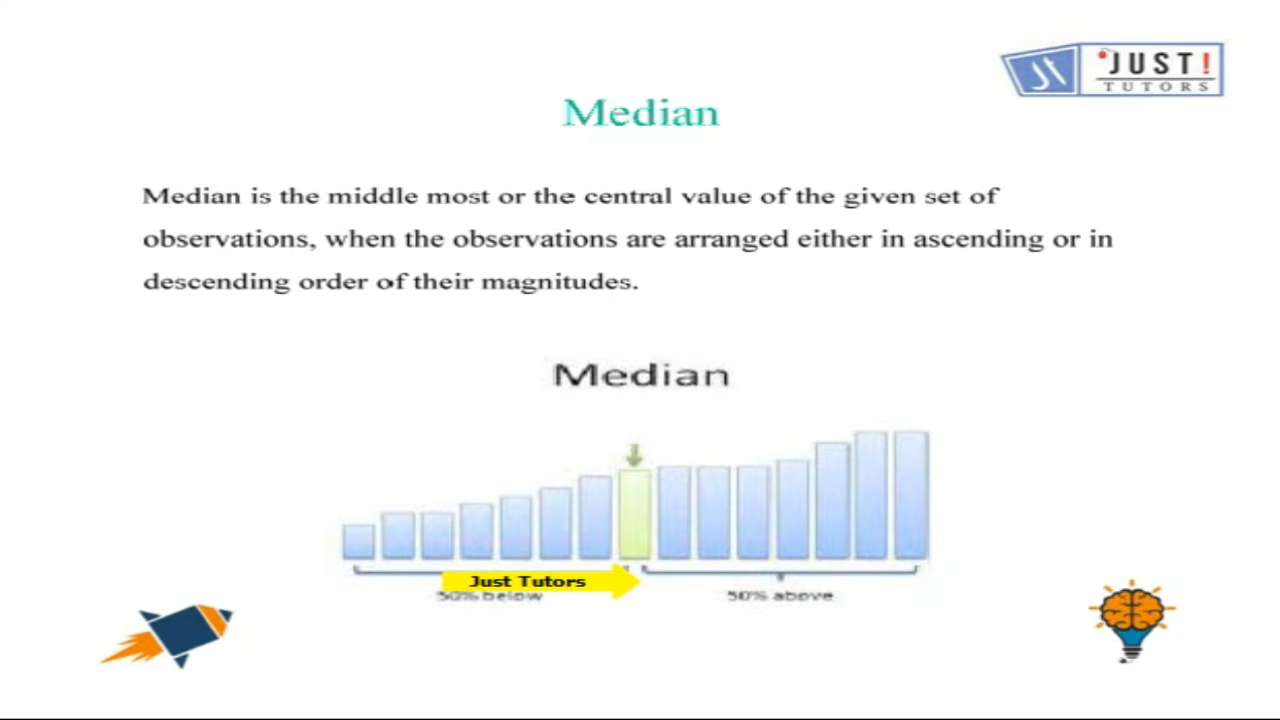 JUST!
TUTORS
Median
Median is the middle most or the central value of the given set of
observations, when the observations are arranged either in ascending or in
descending order of their magnitudes.
Median
Just Tutors
50% below
50% above